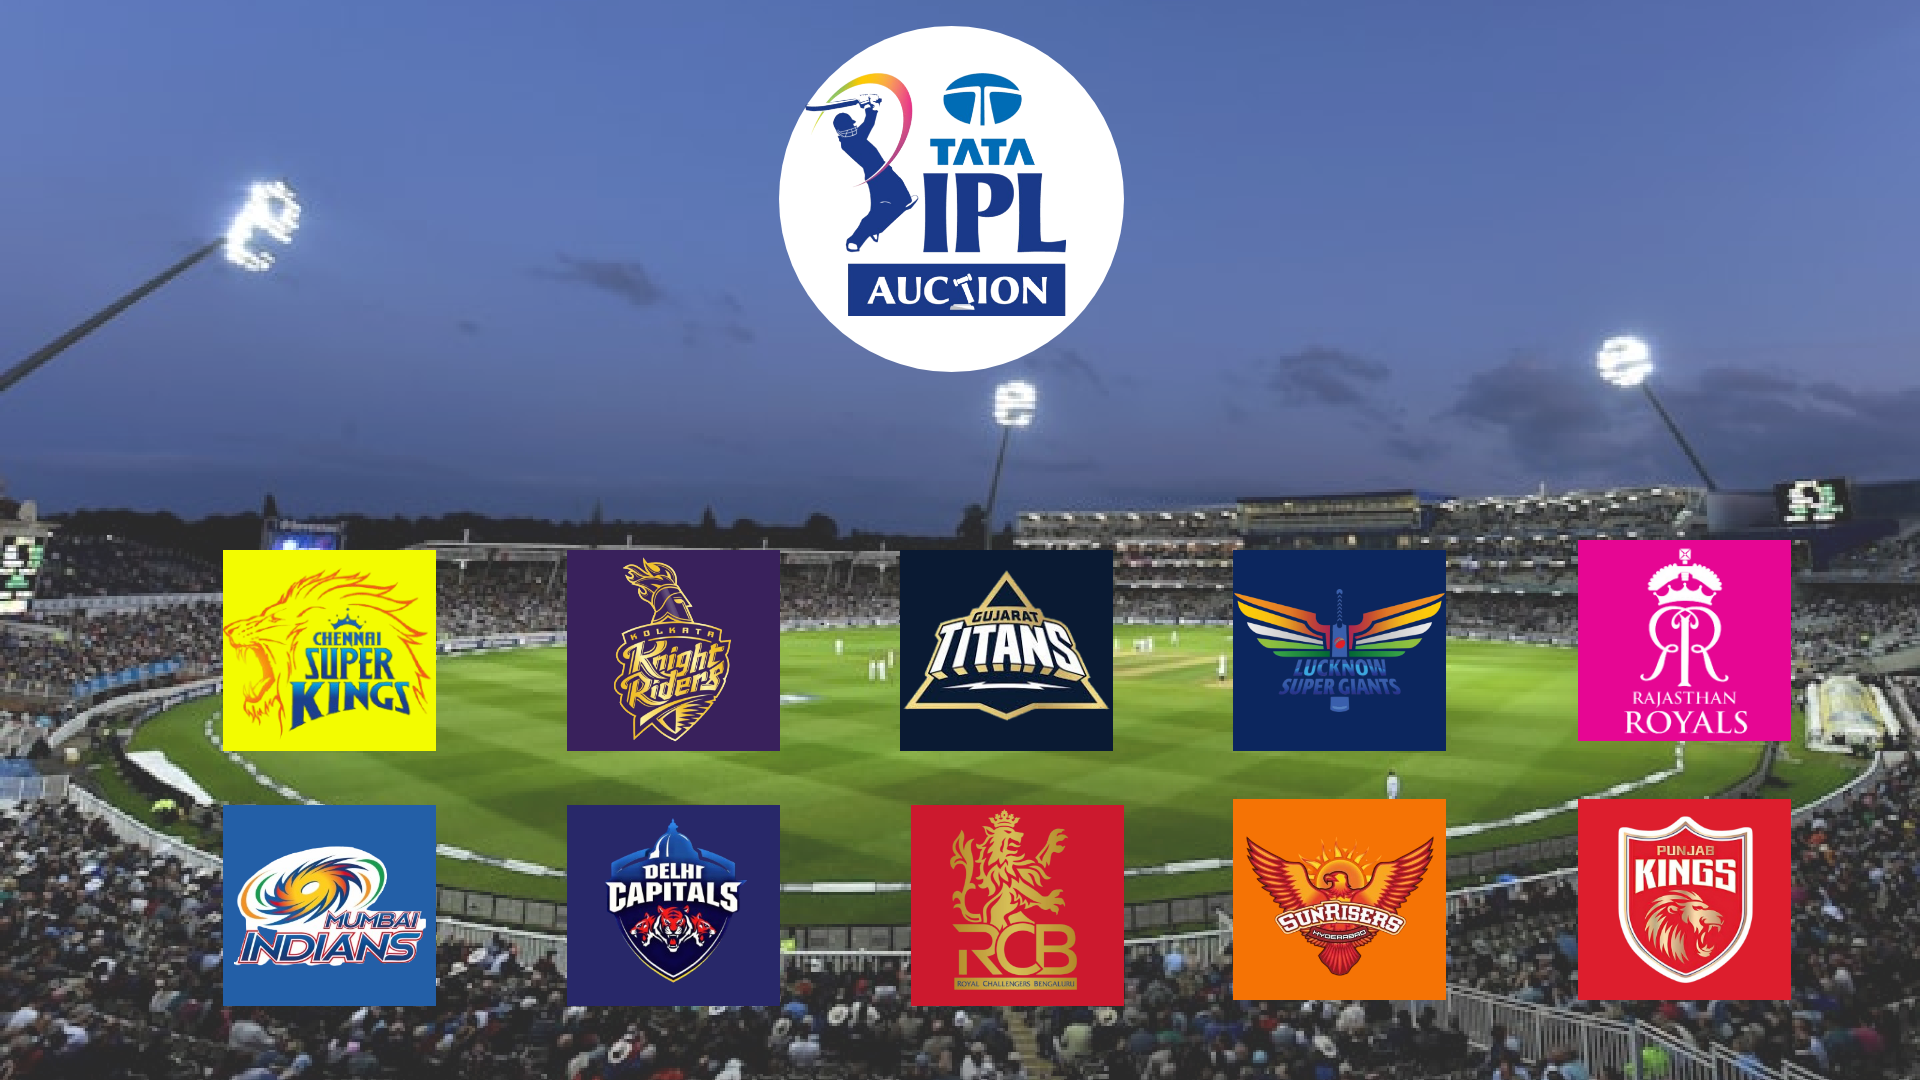 TATA
IPL
AUCTION
CHENNAI
SUPER
KINGS
KOLKATA
Knight
Riders
GUJARAT
TITANS
LUCKNOW
SUPER GIANTS
RAJASTHAN
ROYALS
MUMBAI
INDIANS
DELHI
CAPITALS
RCB
ROYAL CHALLENGERS BENGALURU
SUNRISERS
HYDERABAD
PUNJAB
KINGS